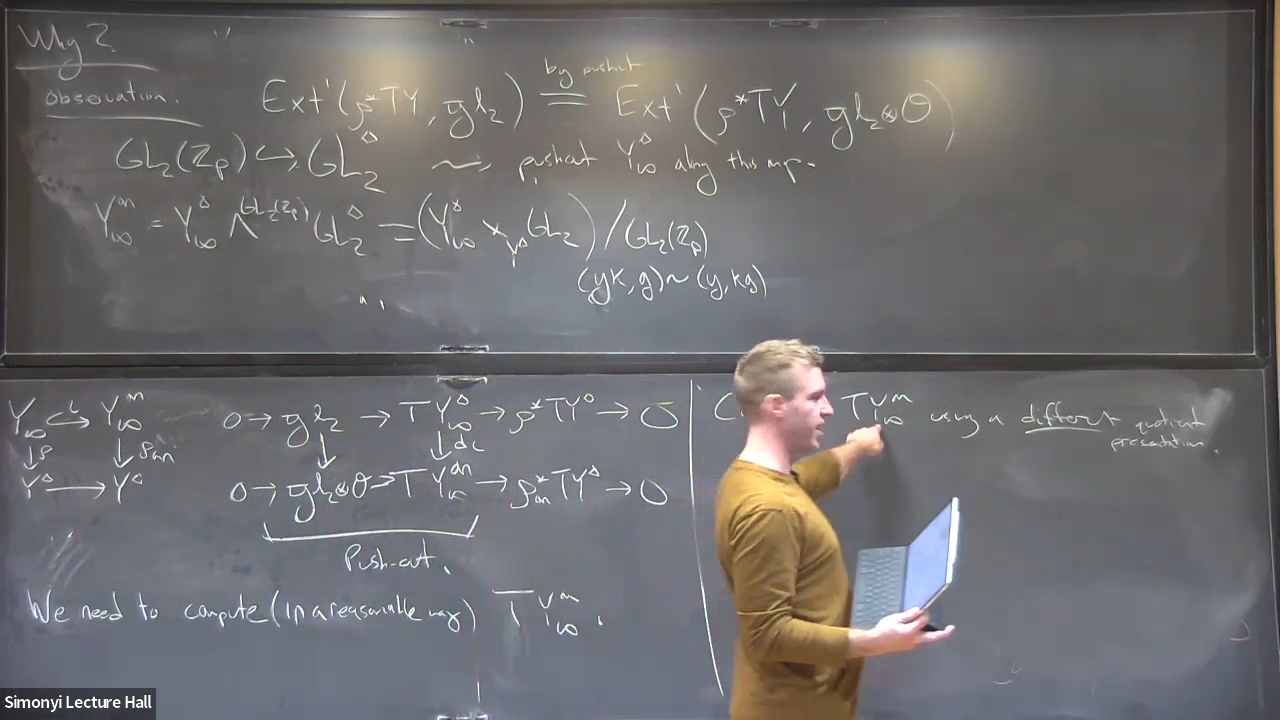 Why?
Observation.
Ext¹(ρ*TY, gl₂) = Ext¹(ρ*TY, gl₂⊗O)
by pushout
GL₂(Z_p) ↪ GL₂^◇ ⇝ pushout Y_∞^◇ along this map.
Y_∞^an = Y_∞^◇ ∧^{GL₂(Z_p)} GL₂^◇ = (Y_∞^◇ ×_{Y^◇} GL₂)/GL₂(Z_p)
(yk, g) ~ (y, kg)
Y_∞ ↪^ι Y_∞^an
↓ρ ↓ρ_an
Y^◇ → Y^◇
0 → gl₂ → TY_∞^◇ → ρ*TY^◇ → 0
↓ ↓dι
0 → gl₂⊗O → TY_∞^an → ρ_an^*TY^◇ → 0
Push-out.
We need to compute (in a reasonable way) TY_∞^an.
TY_∞^an using a different quotient
presentation.
Simonyi Lecture Hall